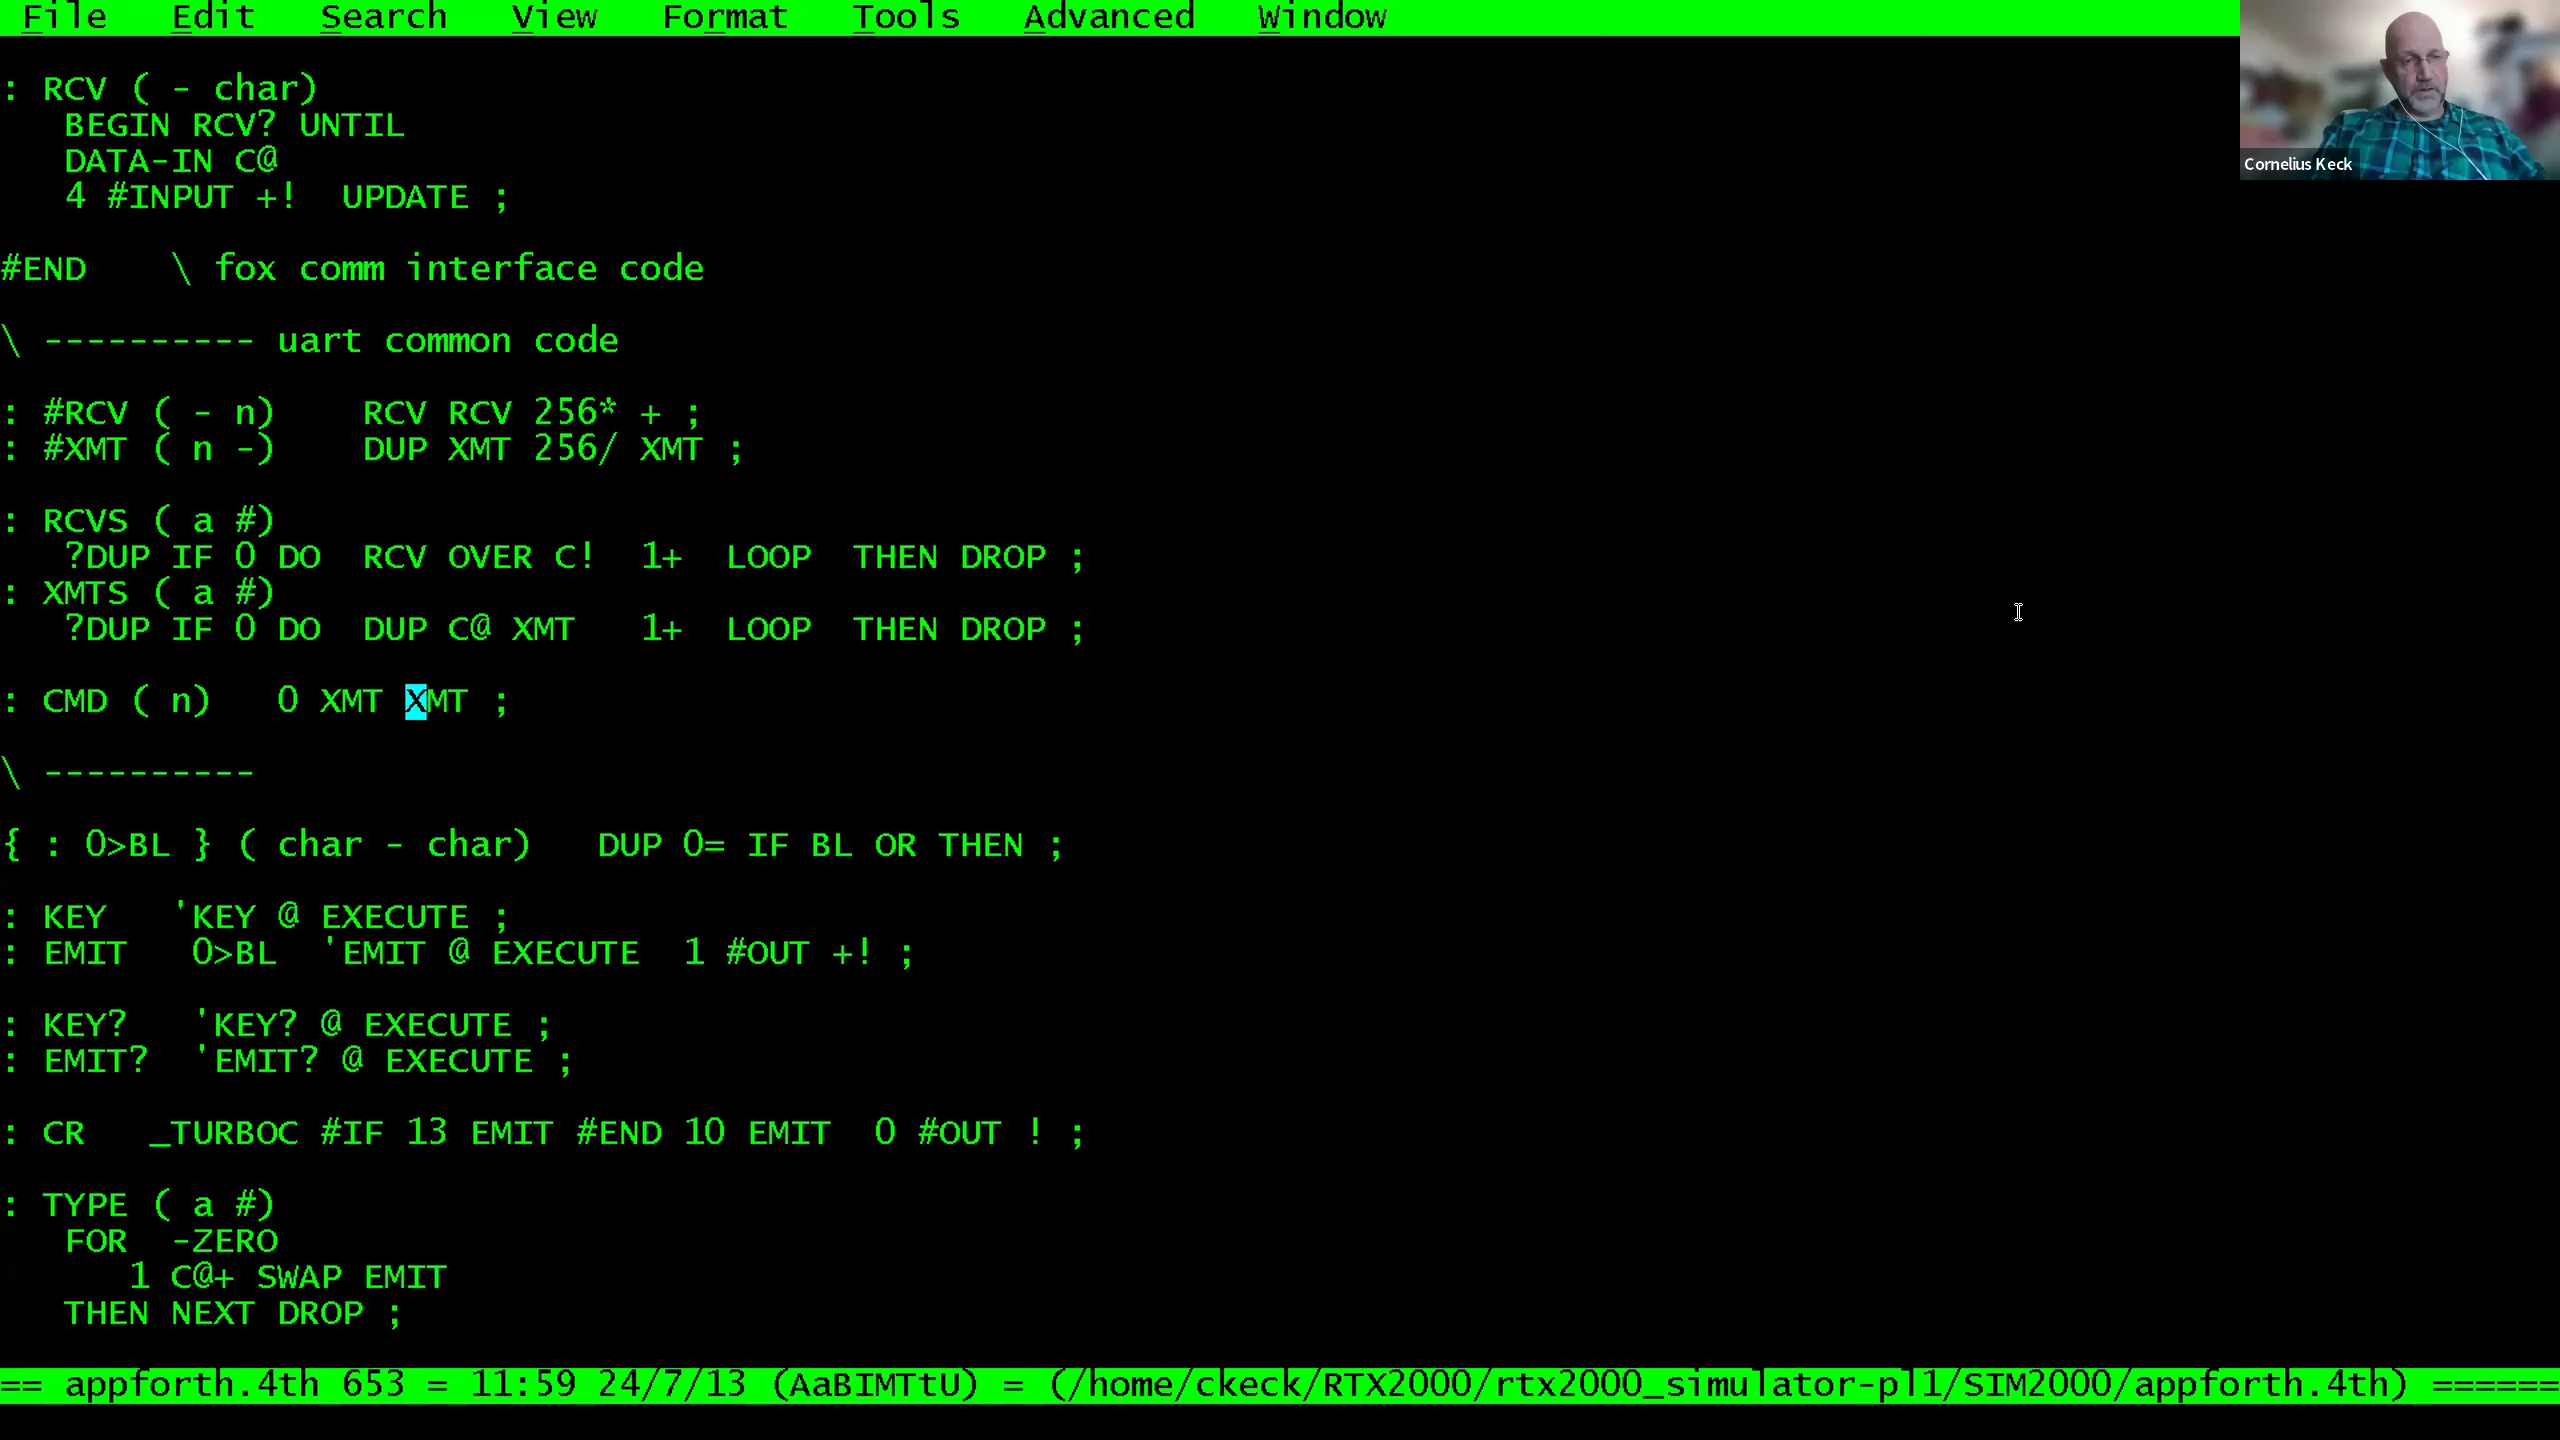 File Edit Search View Format Tools Advanced Window
Cornelius Keck
: RCV ( - char)
BEGIN RCV? UNTIL
DATA-IN C@
4 #INPUT +! UPDATE ;
#END \ fox comm interface code
\ ---------- uart common code
: #RCV ( - n) RCV RCV 256* + ;
: #XMT ( n -) DUP XMT 256/ XMT ;
: RCVS ( a #)
?DUP IF 0 DO RCV OVER C! 1+ LOOP THEN DROP ;
: XMTS ( a #)
?DUP IF 0 DO DUP C@ XMT 1+ LOOP THEN DROP ;
: CMD ( n) 0 XMT XMT ;
\ ----------
{ : 0>BL } ( char - char) DUP 0= IF BL OR THEN ;
: KEY 'KEY @ EXECUTE ;
: EMIT 0>BL 'EMIT @ EXECUTE 1 #OUT +! ;
: KEY? 'KEY? @ EXECUTE ;
: EMIT? 'EMIT? @ EXECUTE ;
: CR _TURBOC #IF 13 EMIT #END 10 EMIT 0 #OUT ! ;
: TYPE ( a #)
FOR -ZERO
1 C@+ SWAP EMIT
THEN NEXT DROP ;
== appforth.4th 653 = 11:59 24/7/13 (AaBIMTtU) = (/home/ckeck/RTX2000/rtx2000_simulator-pl1/SIM2000/appforth.4th) ======